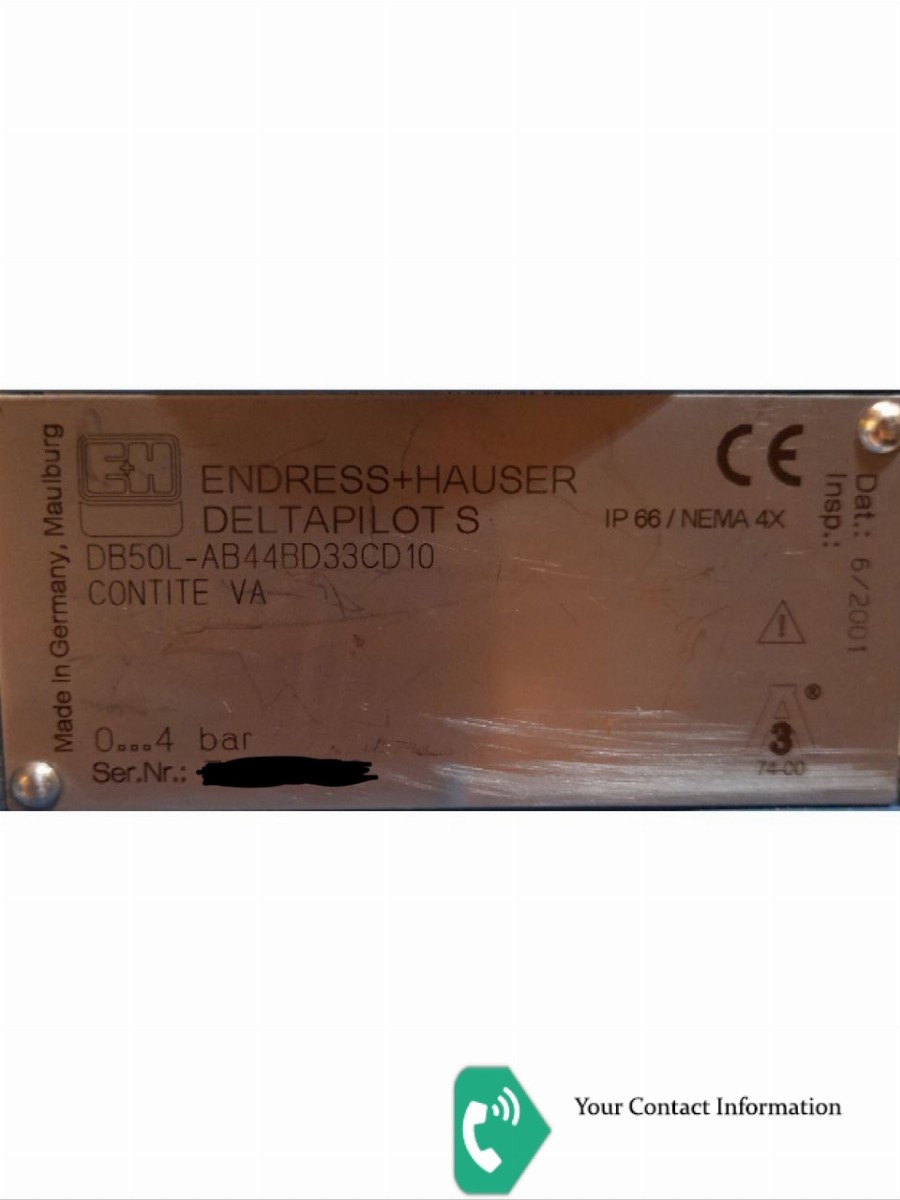 Made in Germany, Maulburg
E+H
ENDRESS+HAUSER
DELTAPILOT S
DB50L-AB44BD33CD10
CONTITE VA
0...4 bar
Ser.Nr.:
CE
IP 66 / NEMA 4X
Insp.:
Dat.: 6/2001
!
A®
3
74-00
Your Contact Information